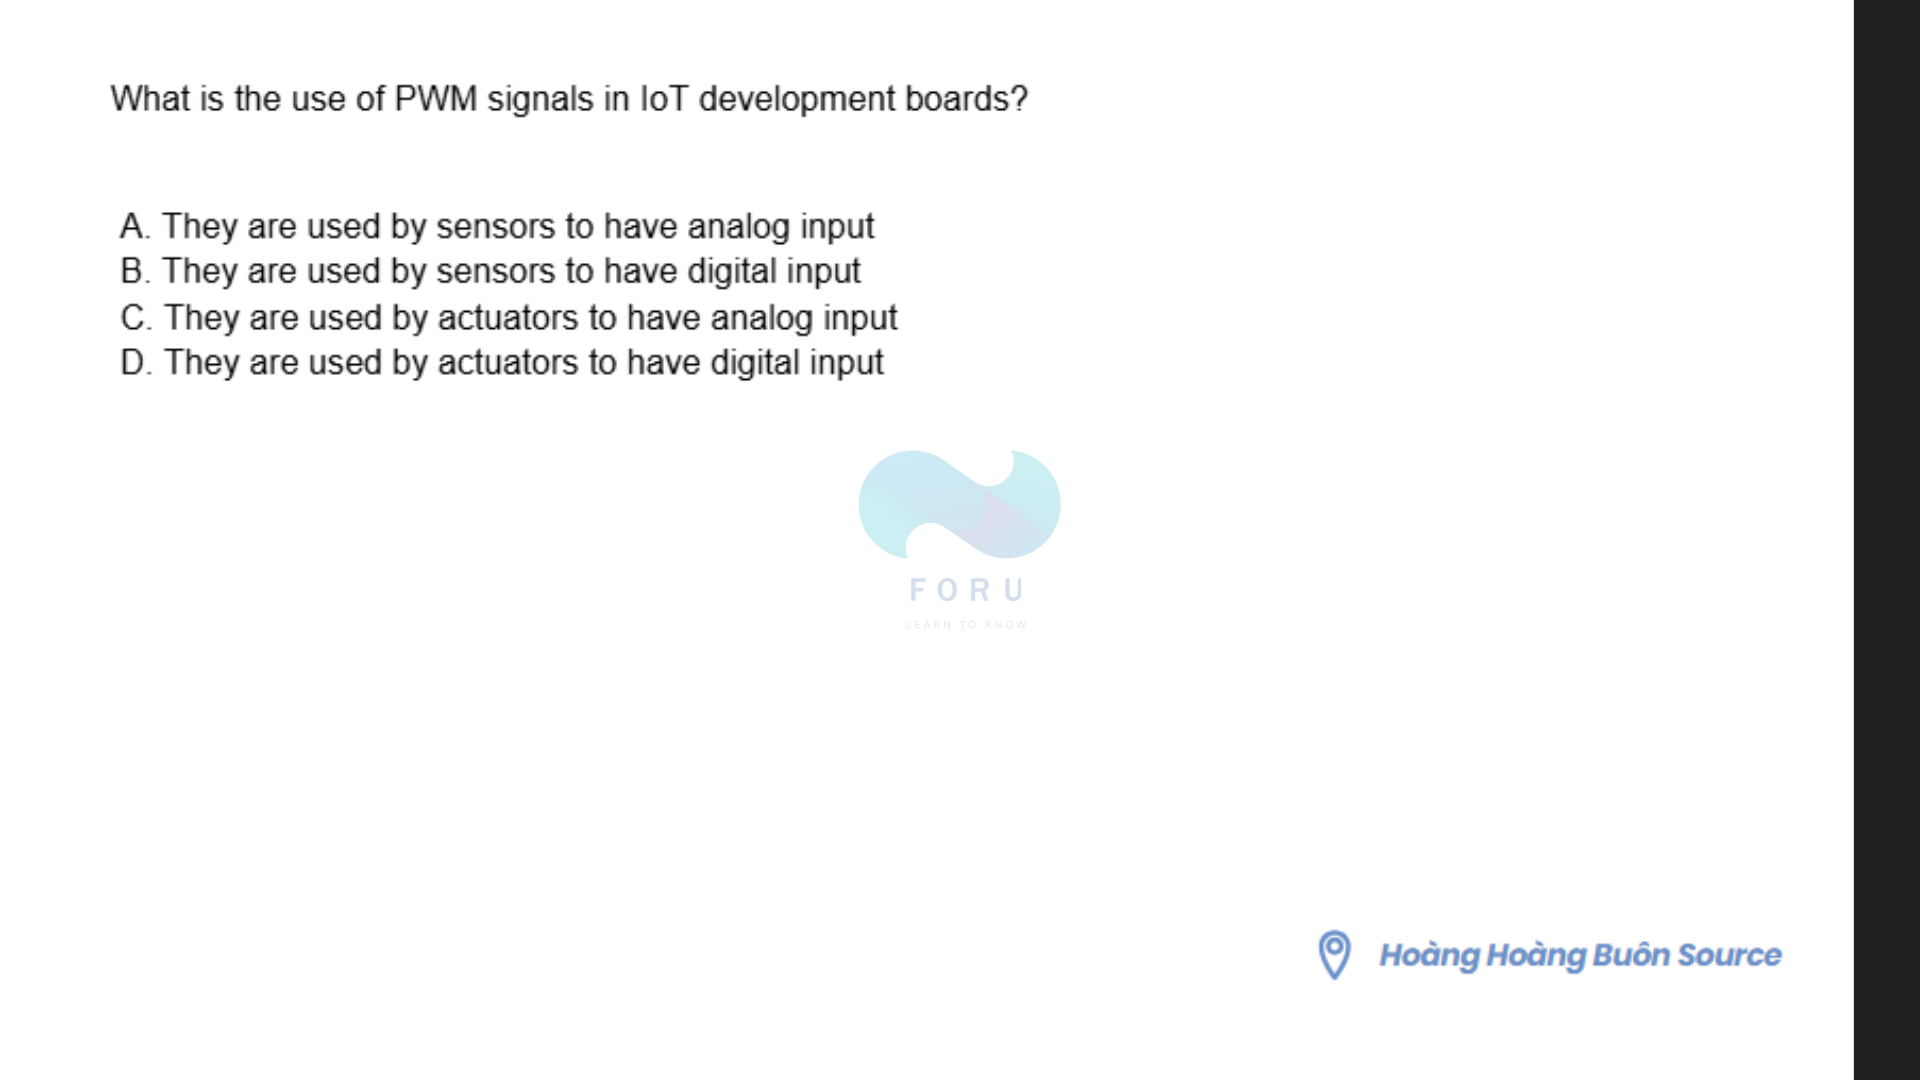 What is the use of PWM signals in IoT development boards?
A. They are used by sensors to have analog input
B. They are used by sensors to have digital input
C. They are used by actuators to have analog input
D. They are used by actuators to have digital input
FORU
LEARN TO KNOW
Hoàng Hoàng Buôn Source